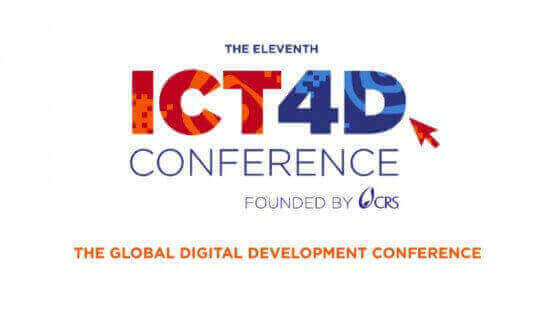 THE ELEVENTH
ICT4D
CONFERENCE
FOUNDED BY CRS
THE GLOBAL DIGITAL DEVELOPMENT CONFERENCE